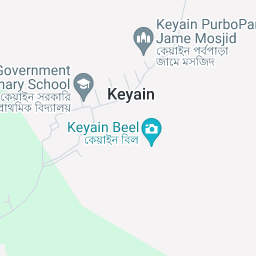 Keyain PurboPar
Jame Mosjid
কেয়াইন পূর্বপাড়া
জামে মসজিদ
Government
nary School
কেয়াইন সরকারি
প্রাথমিক বিদ্যালয়
Keyain
Keyain Beel
কেয়াইন বিল